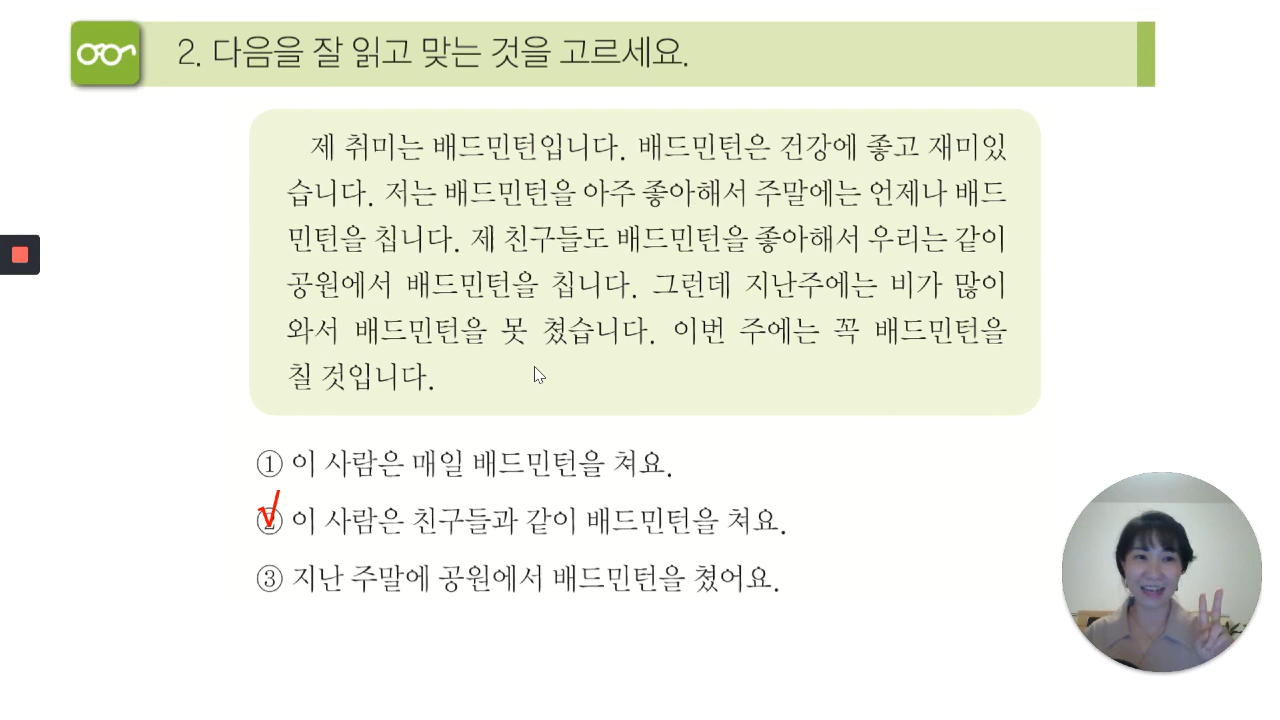 2. 다음을 잘 읽고 맞는 것을 고르세요.
제 취미는 배드민턴입니다. 배드민턴은 건강에 좋고 재미있
습니다. 저는 배드민턴을 아주 좋아해서 주말에는 언제나 배드
민턴을 칩니다. 제 친구들도 배드민턴을 좋아해서 우리는 같이
공원에서 배드민턴을 칩니다. 그런데 지난주에는 비가 많이
와서 배드민턴을 못 쳤습니다. 이번 주에는 꼭 배드민턴을
칠 것입니다.
① 이 사람은 매일 배드민턴을 쳐요.
② 이 사람은 친구들과 같이 배드민턴을 쳐요.
③ 지난 주말에 공원에서 배드민턴을 쳤어요.